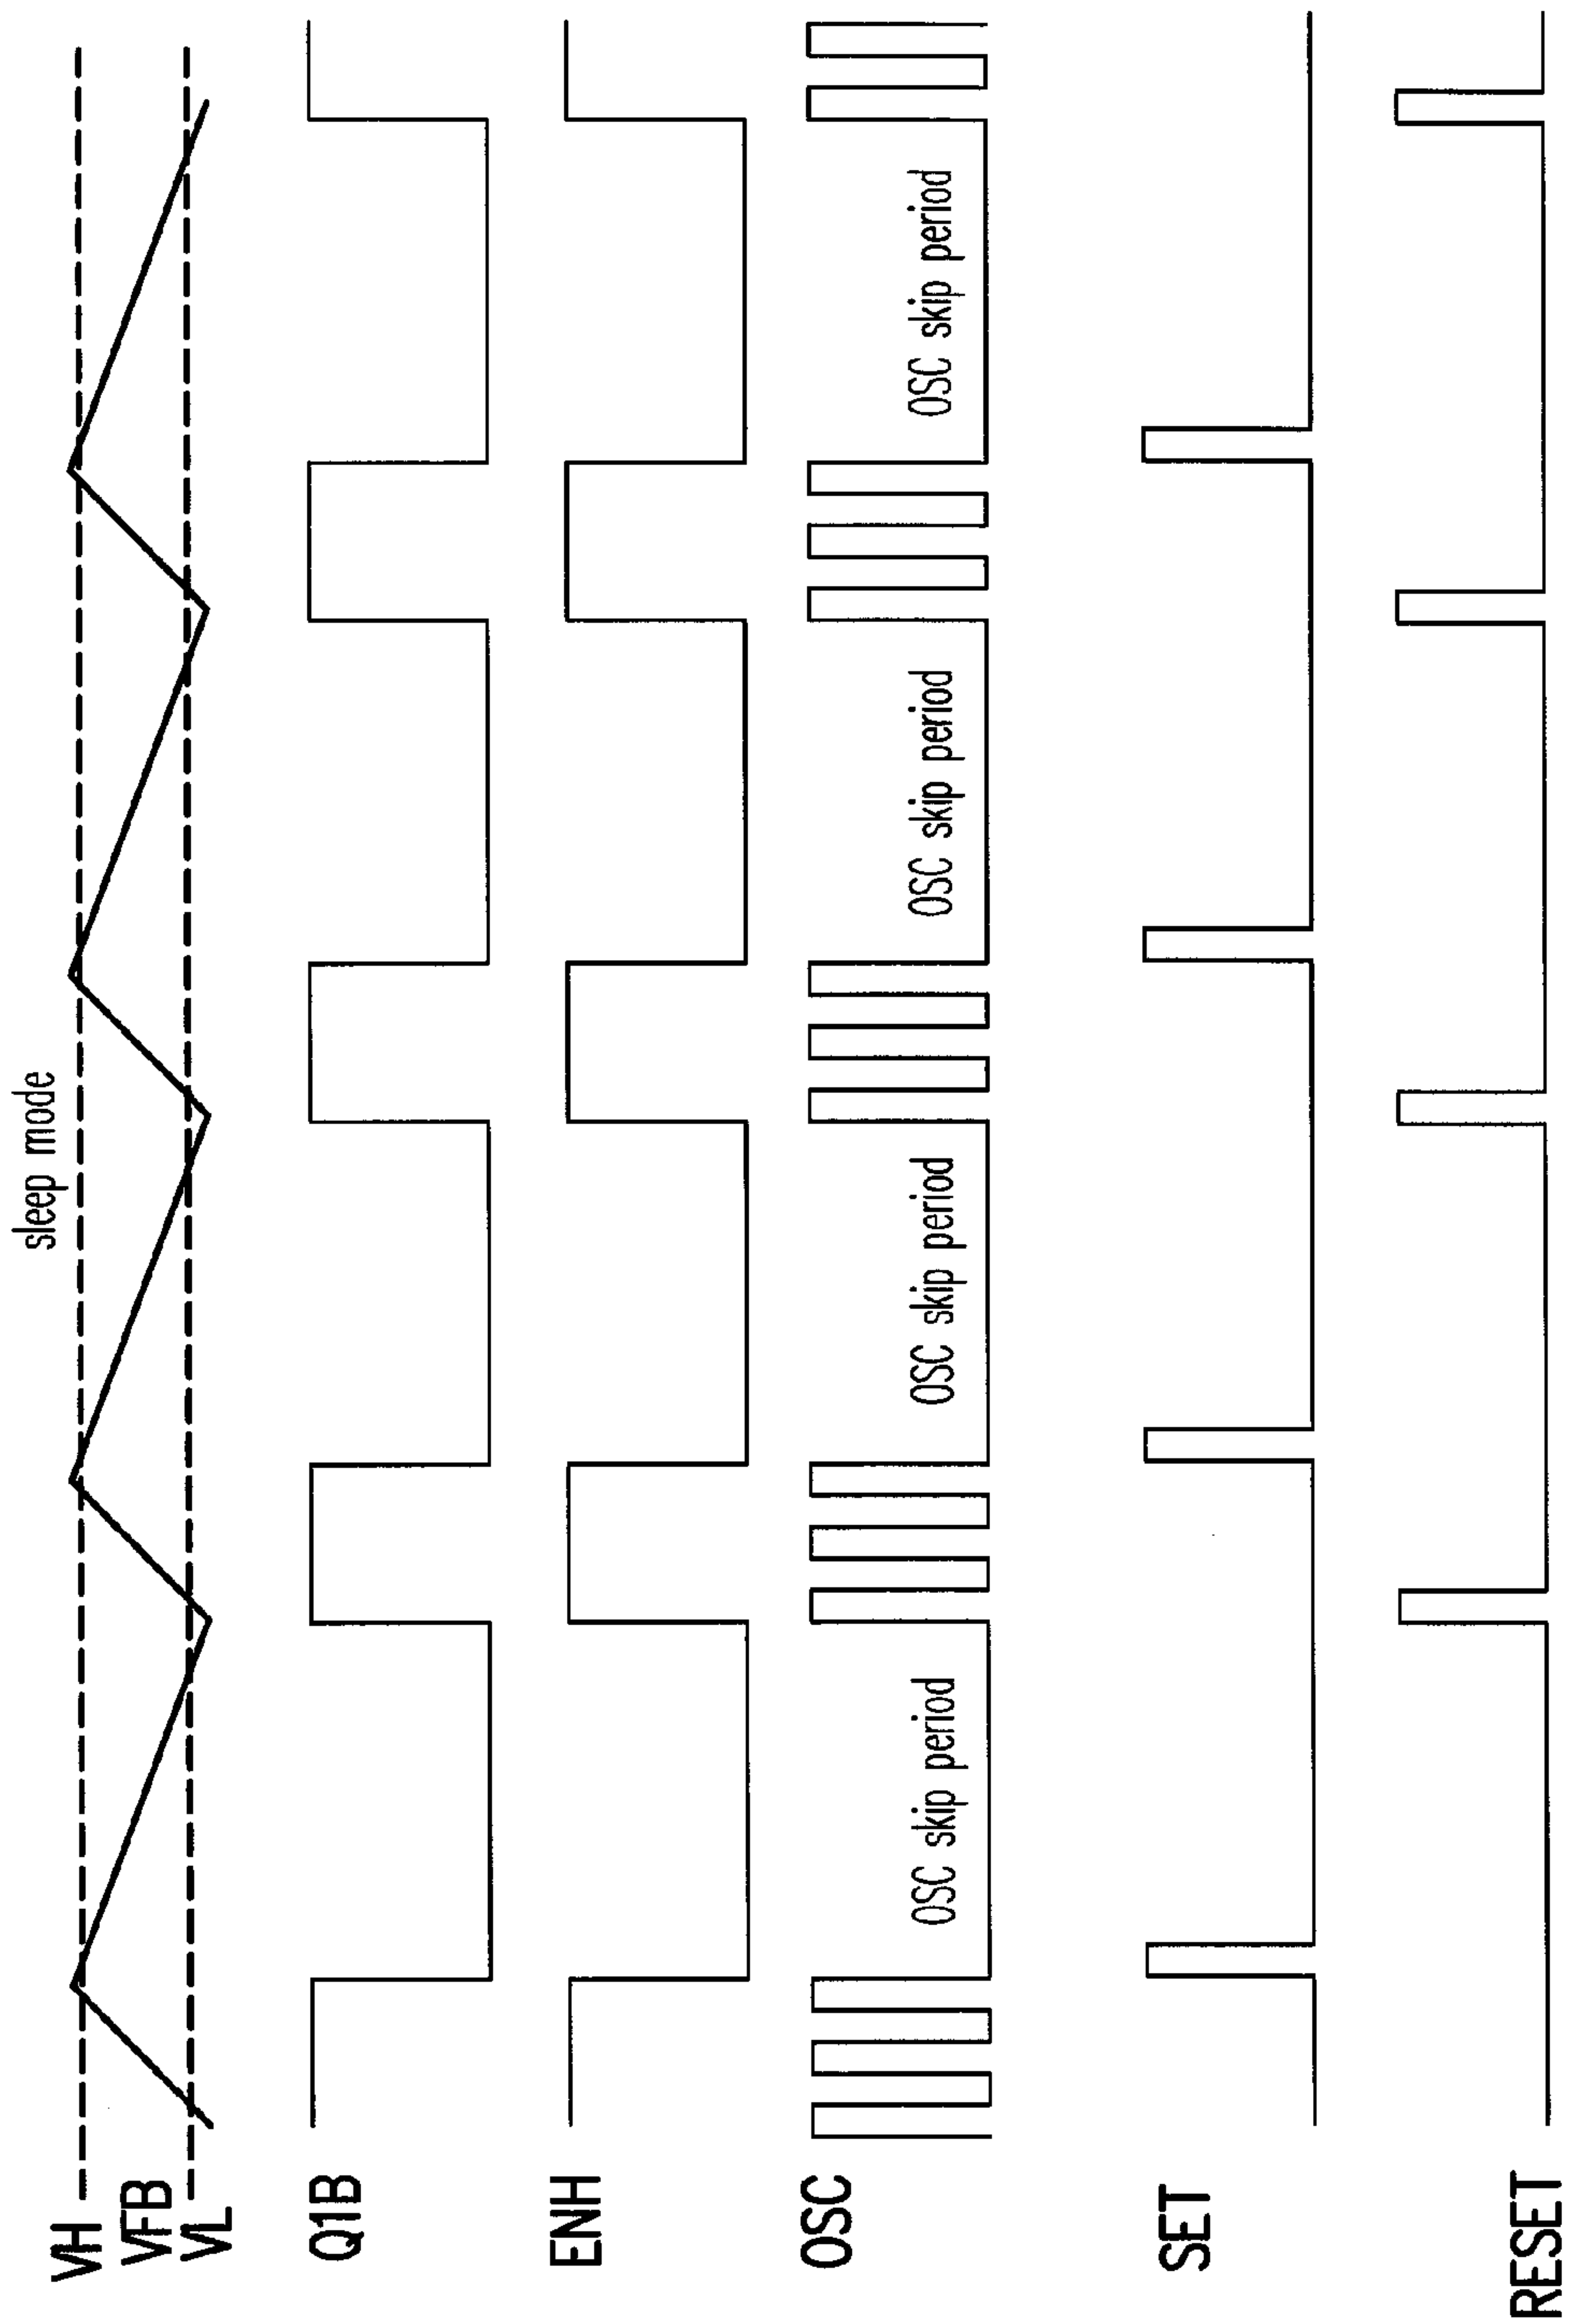 sleep mode
VH
VFB
VL
Q1B
ENH
OSC
OSC skip period
OSC skip period
OSC skip period
OSC skip period
SET
RESET